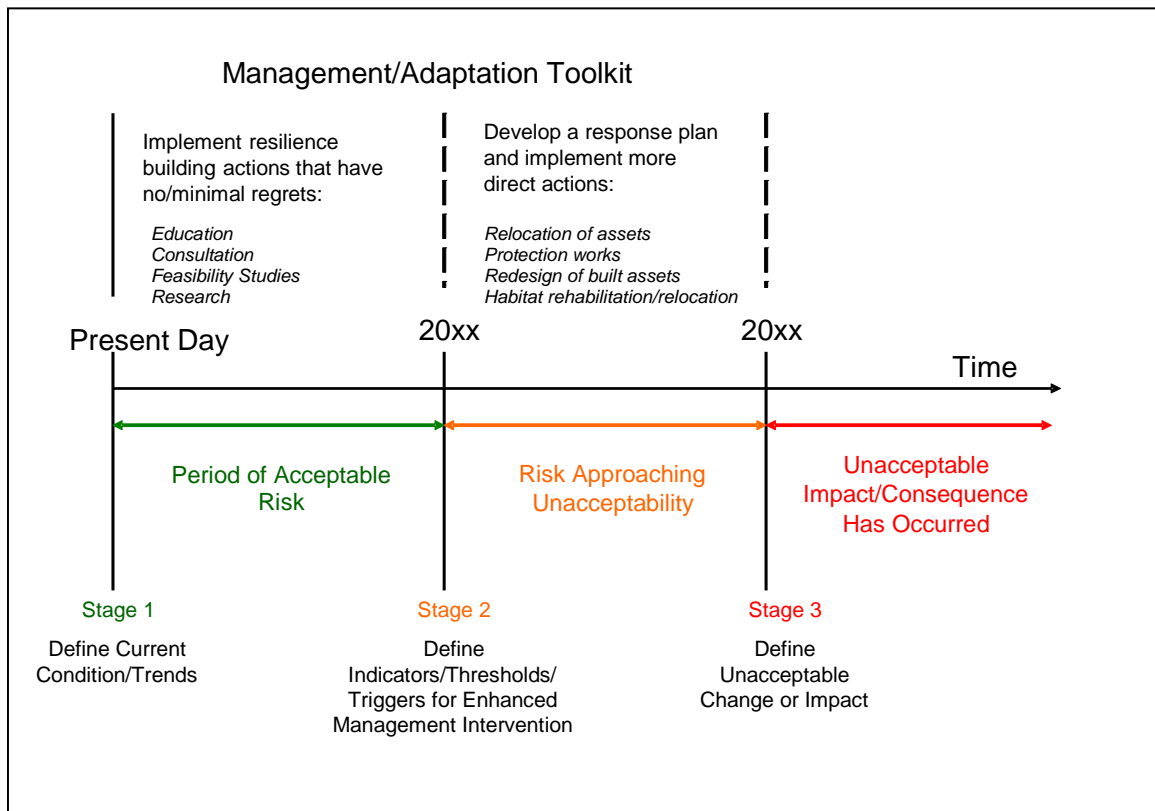 Management/Adaptation Toolkit
Implement resilience
building actions that have
no/minimal regrets:
Education
Consultation
Feasibility Studies
Research
Develop a response plan
and implement more
direct actions:
Relocation of assets
Protection works
Redesign of built assets
Habitat rehabilitation/relocation
Present Day
20xx
20xx
Time
Period of Acceptable
Risk
Risk Approaching
Unacceptability
Unacceptable
Impact/Consequence
Has Occurred
Stage 1
Define Current
Condition/Trends
Stage 2
Define
Indicators/Thresholds/
Triggers for Enhanced
Management Intervention
Stage 3
Define
Unacceptable
Change or Impact